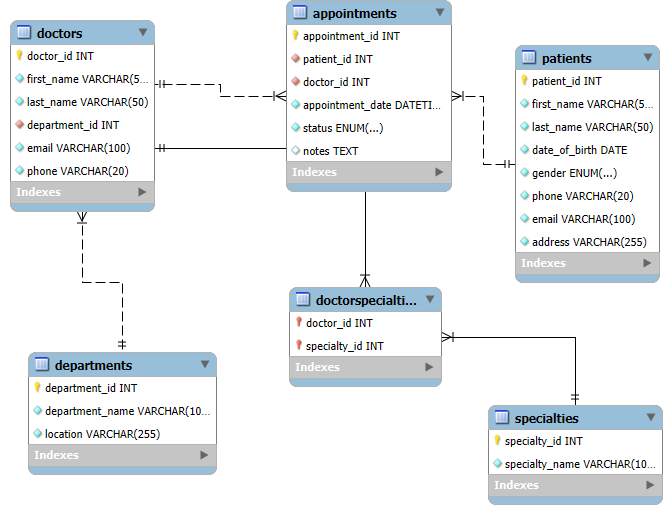 doctors
doctor_id INT
first_name VARCHAR(5...
last_name VARCHAR(50)
department_id INT
email VARCHAR(100)
phone VARCHAR(20)
Indexes
appointments
appointment_id INT
patient_id INT
doctor_id INT
appointment_date DATETI...
status ENUM(...)
notes TEXT
Indexes
patients
patient_id INT
first_name VARCHAR(5...
last_name VARCHAR(50)
date_of_birth DATE
gender ENUM(...)
phone VARCHAR(20)
email VARCHAR(100)
address VARCHAR(255)
Indexes
doctorspecialti...
doctor_id INT
specialty_id INT
Indexes
departments
department_id INT
department_name VARCHAR(10...
location VARCHAR(255)
Indexes
specialties
specialty_id INT
specialty_name VARCHAR(10...
Indexes